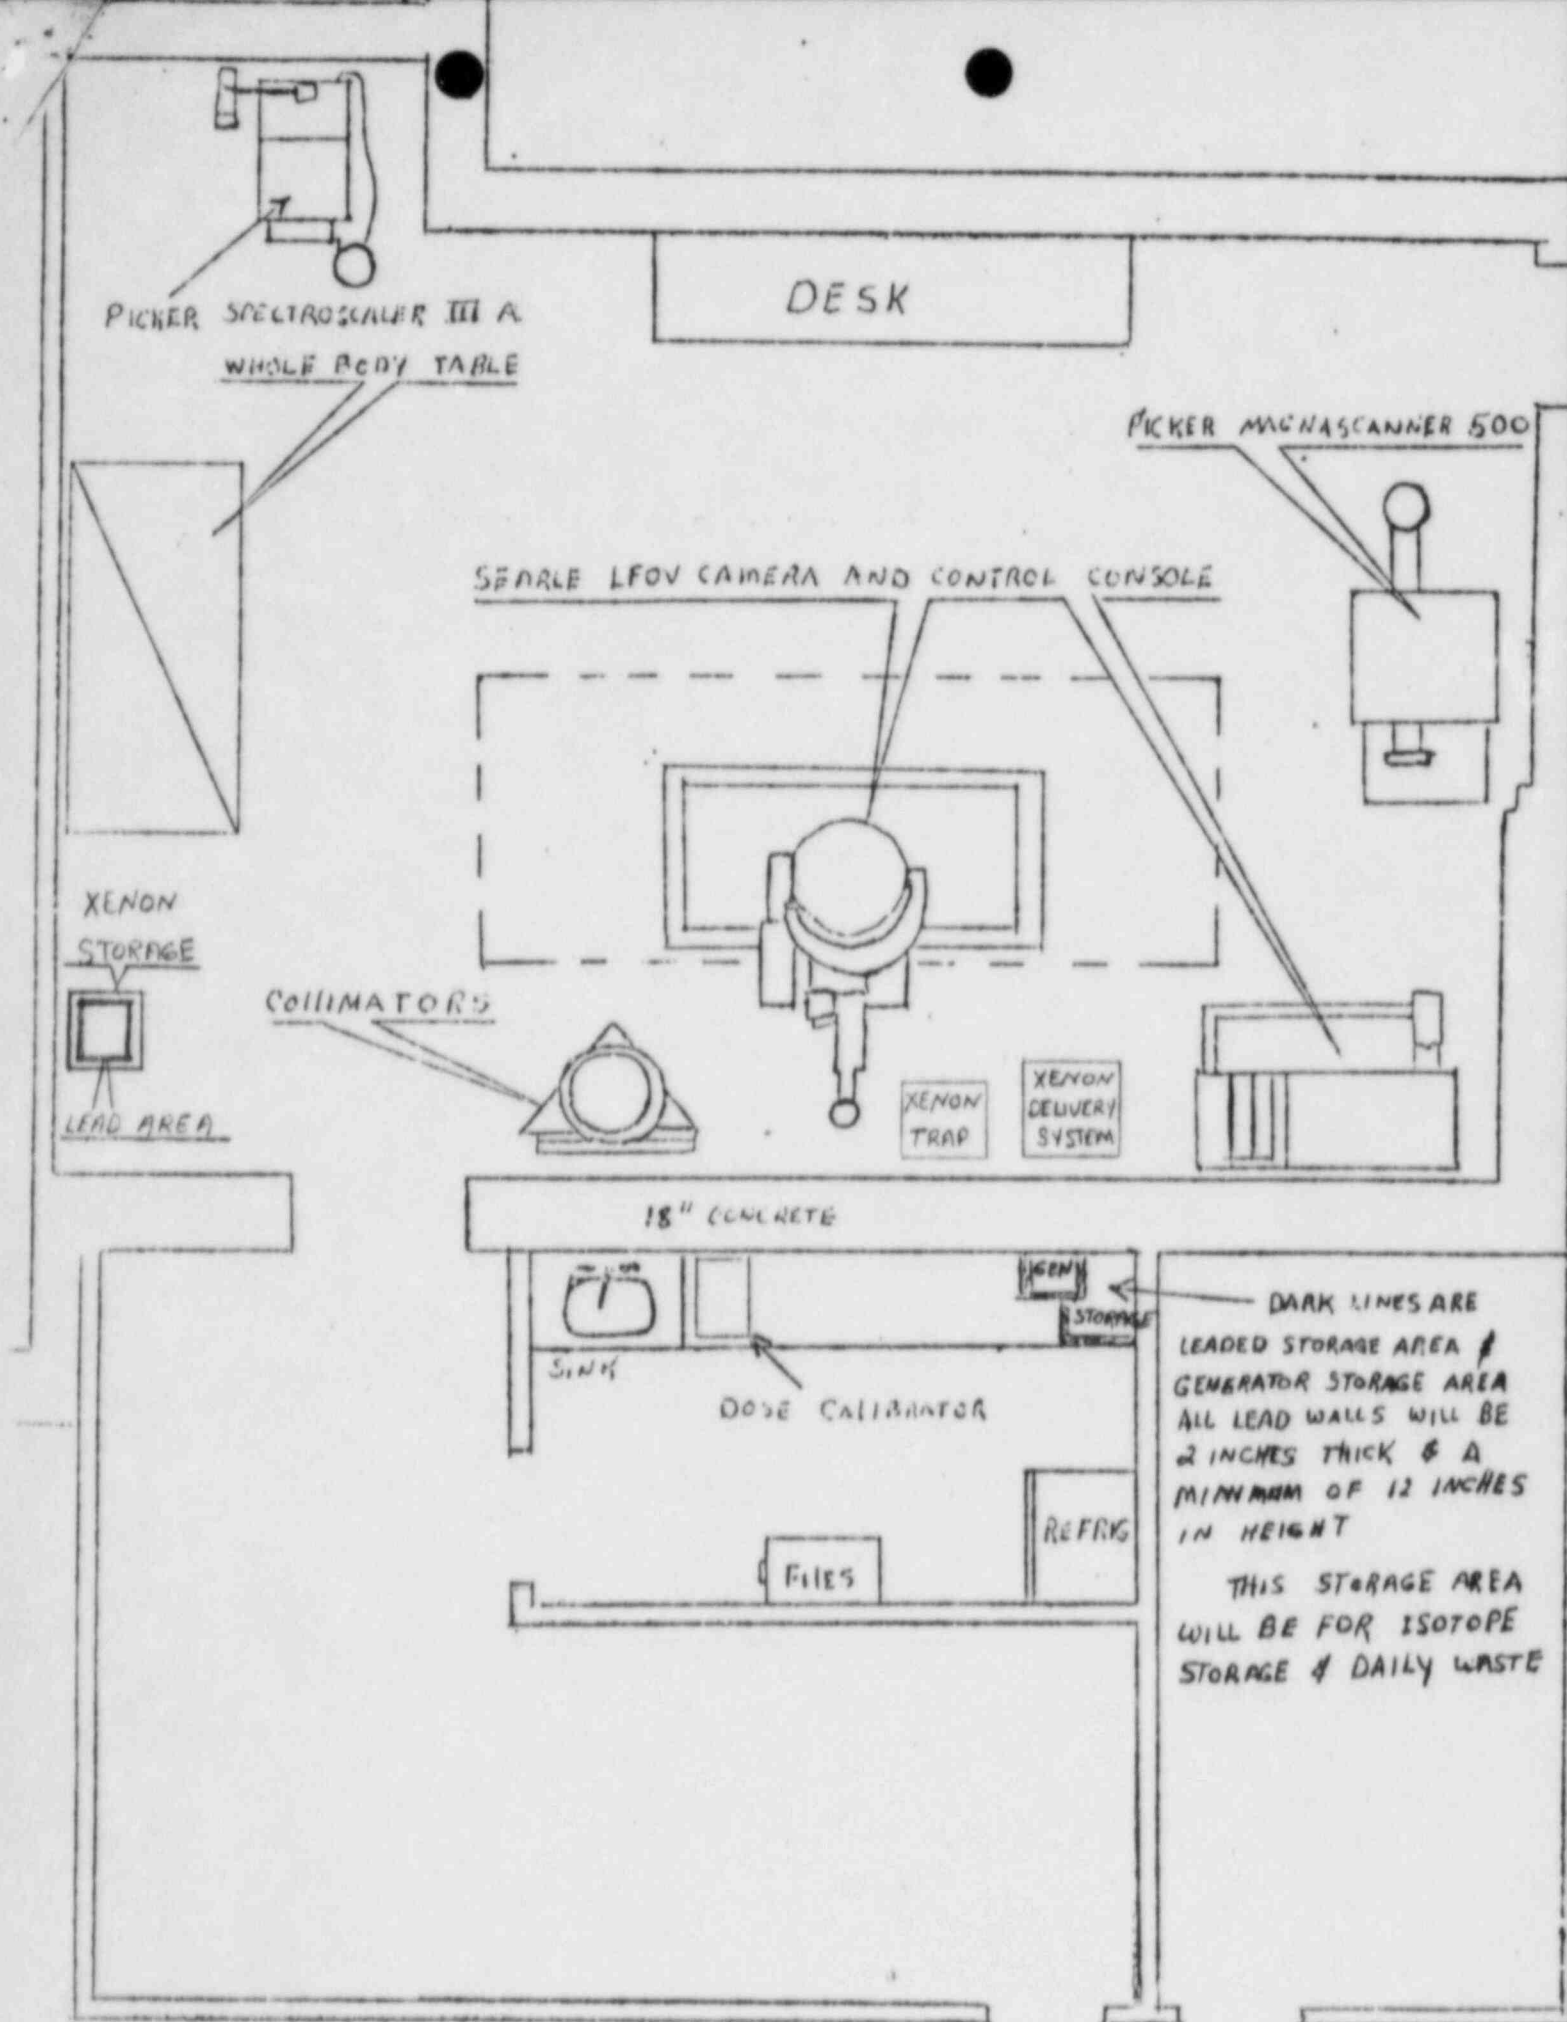 DESK
PICKER SPECTROSCALER III A
WHOLE BODY TABLE
PICKER MAGNASCANNER 500
SEARLE LFOV CAMERA AND CONTROL CONSOLE
XENON
STORAGE
COLLIMATORS
LEAD AREA
XENON
TRAP
XENON
DELIVERY
SYSTEM
18" CONCRETE
GEN
STORAGE
SINK
DOSE CALIBRATOR
DARK LINES ARE
LEADED STORAGE AREA &
GENERATOR STORAGE AREA
ALL LEAD WALLS WILL BE
2 INCHES THICK & A
MINIMUM OF 12 INCHES
IN HEIGHT
REFRIG
FILES
THIS STORAGE AREA
WILL BE FOR ISOTOPE
STORAGE & DAILY WASTE